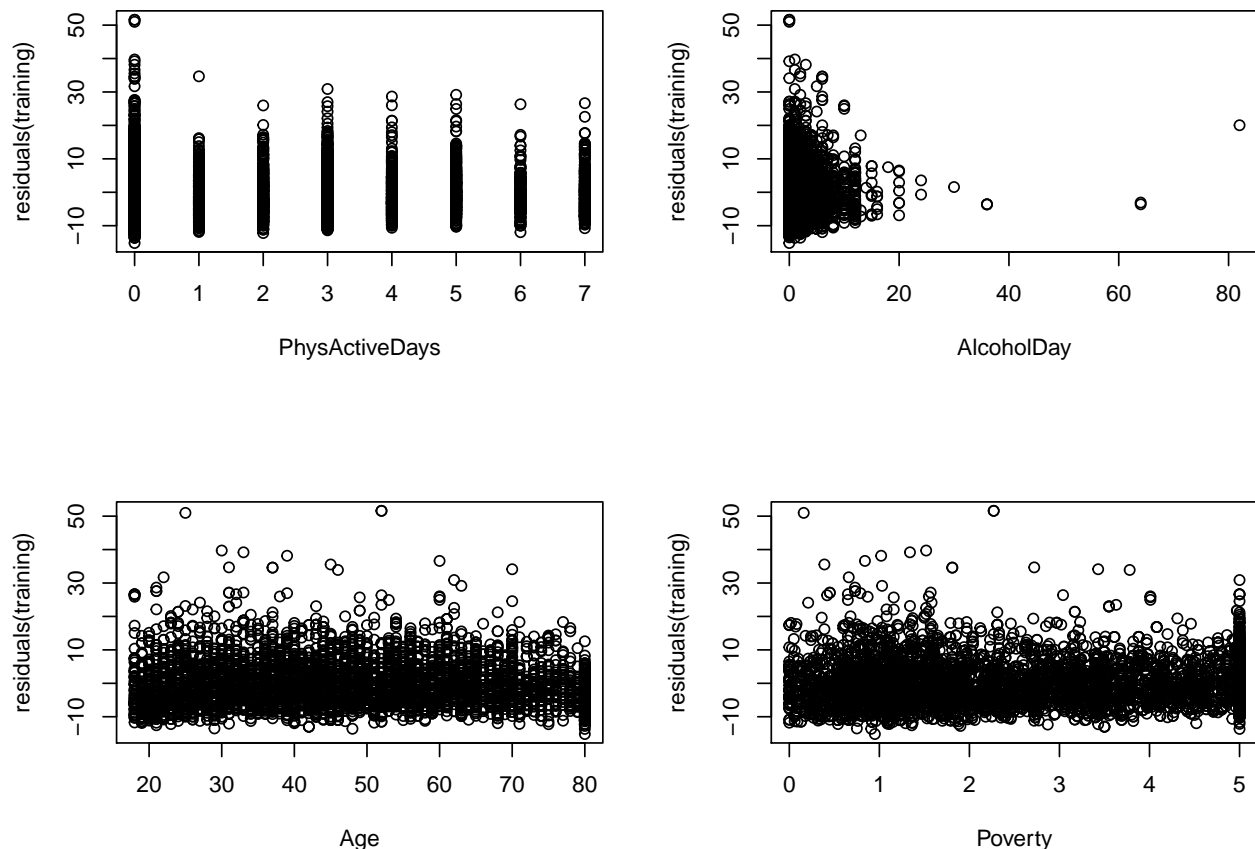 residuals(training)
50
30
10
−10
0 1 2 3 4 5 6 7
PhysActiveDays
residuals(training)
50
30
10
−10
0 20 40 60 80
AlcoholDay
residuals(training)
50
30
10
−10
20 30 40 50 60 70 80
Age
residuals(training)
50
30
10
−10
0 1 2 3 4 5
Poverty